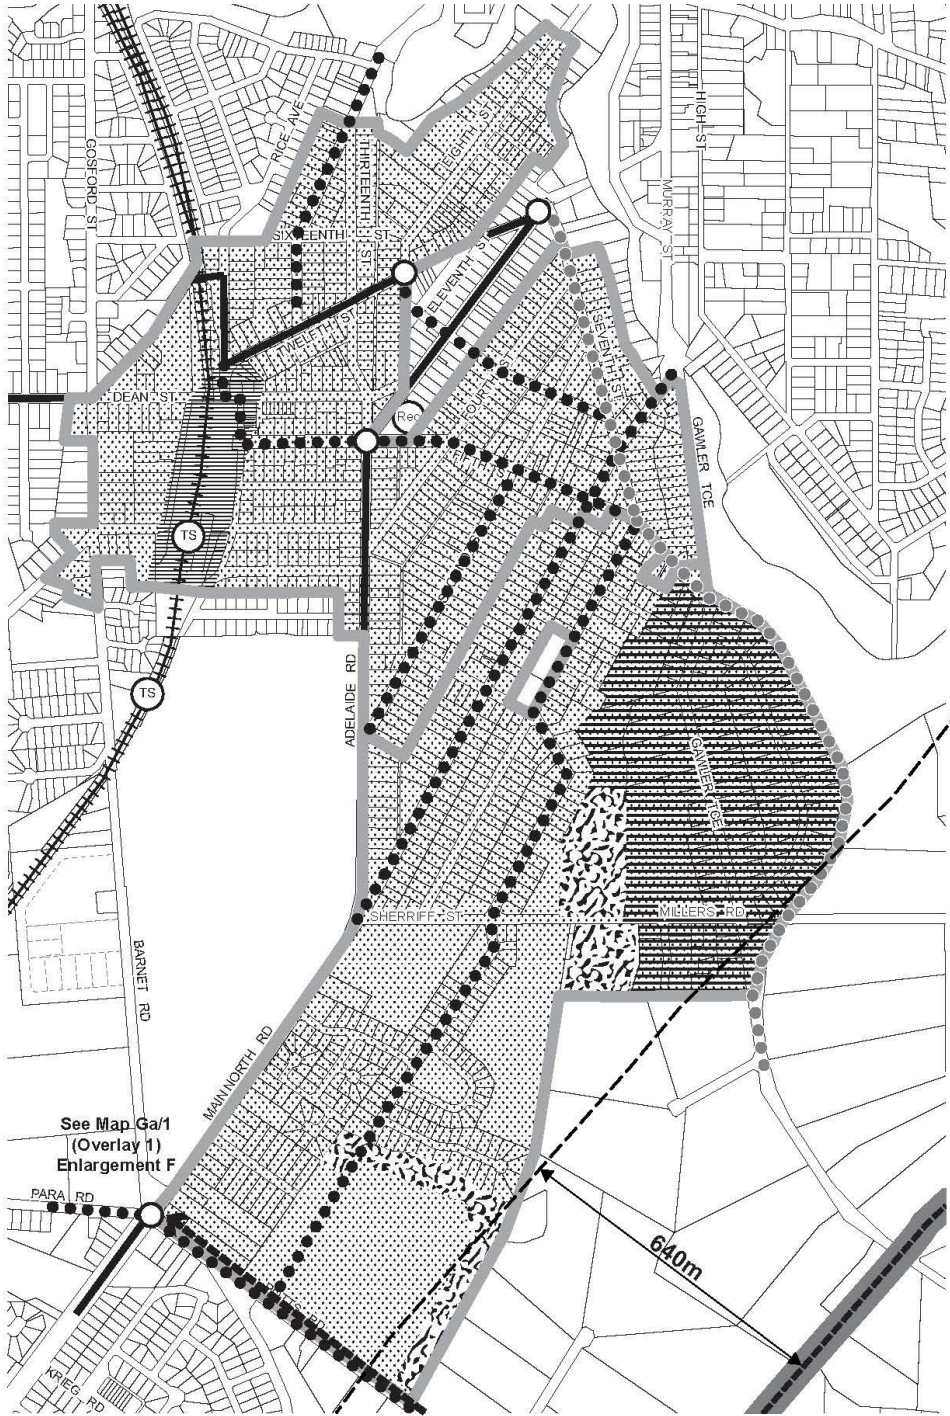 GOSFORD ST
RICE AVE
THIRTEENTH ST
EIGHTH ST
HIGH ST
MURRAY ST
SIXTEENTH ST
ELEVENTH ST
TWELFTH ST
SEVENTH ST
DEAN ST
Rec
GAWLER TCE
TS
TS
ADELAIDE RD
GAWLER TCE
SHERRIFF ST
MILLERS RD
BARNET RD
MAIN NORTH RD
See Map Ga/1
(Overlay 1)
Enlargement F
PARA RD
640m
KRIEG RD